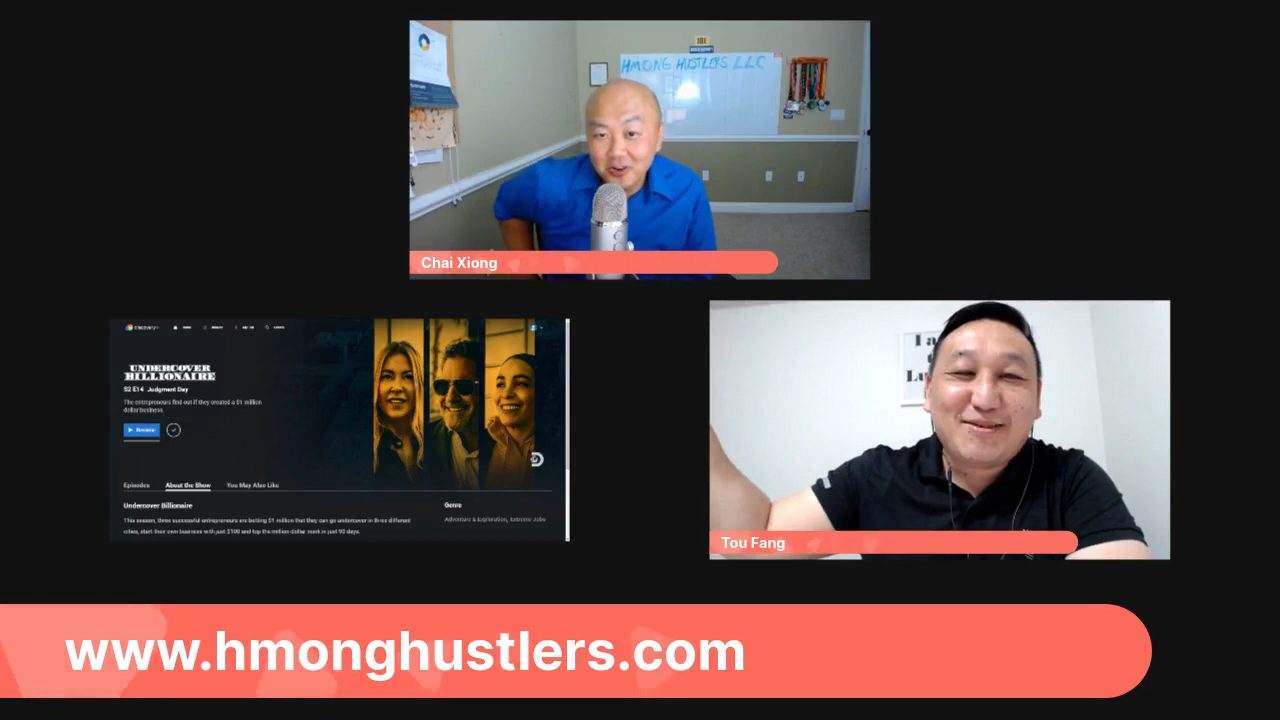 HMONG HUSTLERS LLC
Chai Xiong
discovery+
UNDERCOVER
BILLIONAIRE
S2 E14 Judgment Day
The entrepreneurs find out if they created a $1 million
dollar business.
Resume
Episodes About the Show You May Also Like
Undercover Billionaire
Genre
This season, three successful entrepreneurs are betting $1 million that they can go undercover in three different
cities, start their own business with just $100 and top the million-dollar mark in just 90 days.
Adventure & Exploration, Extreme Jobs
I a
Lu
Tou Fang
www.hmonghustlers.com